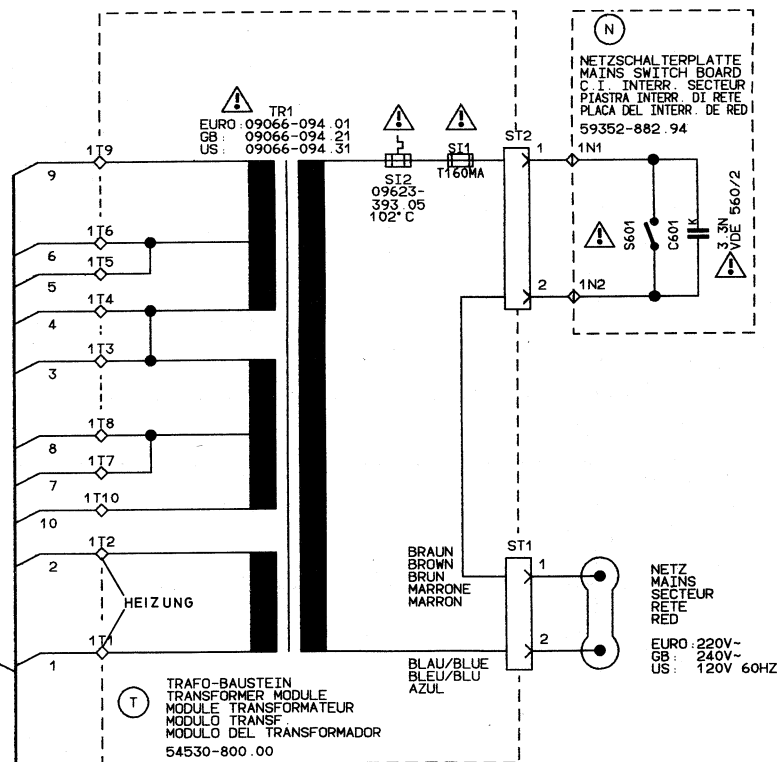 N
NETZSCHALTERPLATTE
MAINS SWITCH BOARD
C.I. INTERR. SECTEUR
PIASTRA INTERR. DI RETE
PLACA DEL INTERR. DE RED
59352-882.94
TR1
EURO: 09066-094.01
GB: 09066-094.21
US: 09066-094.31
SI2
09623-
393.05
102°C
SI1
T160MA
ST2
1
2
1N1
1N2
S601
C601
K
3.3N
VDE 560/2
9
1T9
6
1T6
5
1T5
4
1T4
3
1T3
8
1T8
7
1T7
10
1T10
2
1T2
HEIZUNG
1
1T1
BRAUN
BROWN
BRUN
MARRONE
MARRON
ST1
1
2
BLAU/BLUE
BLEU/BLU
AZUL
NETZ
MAINS
SECTEUR
RETE
RED
EURO: 220V~
GB: 240V~
US: 120V 60HZ
T
TRAFO-BAUSTEIN
TRANSFORMER MODULE
MODULE TRANSFORMATEUR
MODULO TRANSF.
MODULO DEL TRANSFORMADOR
54530-800.00